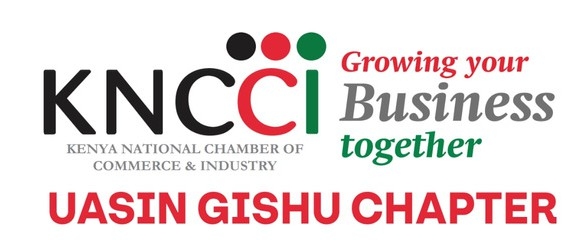 KNCCI
KENYA NATIONAL CHAMBER OF
COMMERCE & INDUSTRY
Growing your
Business
together
UASIN GISHU CHAPTER